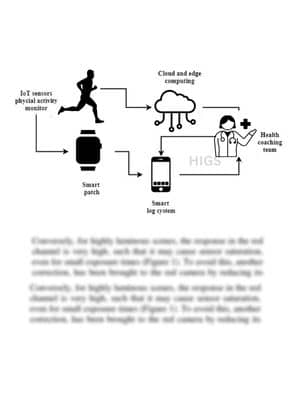 Cloud and edge
computing
IoT sensors
physcial activity
monitor
Health
coaching
team
HIGS
Smart
patch
Smart
log system
Conversely, for highly luminous scenes, the response in the red
channel is very high, such that it may cause sensor saturation,
even for small exposure times (Figure 1). To avoid this, another
correction, has been brought to the red camera by reducing its
Conversely, for highly luminous scenes, the response in the red
channel is very high, such that it may cause sensor saturation,
even for small exposure times (Figure 1). To avoid this, another
correction, has been brought to the red camera by reducing its